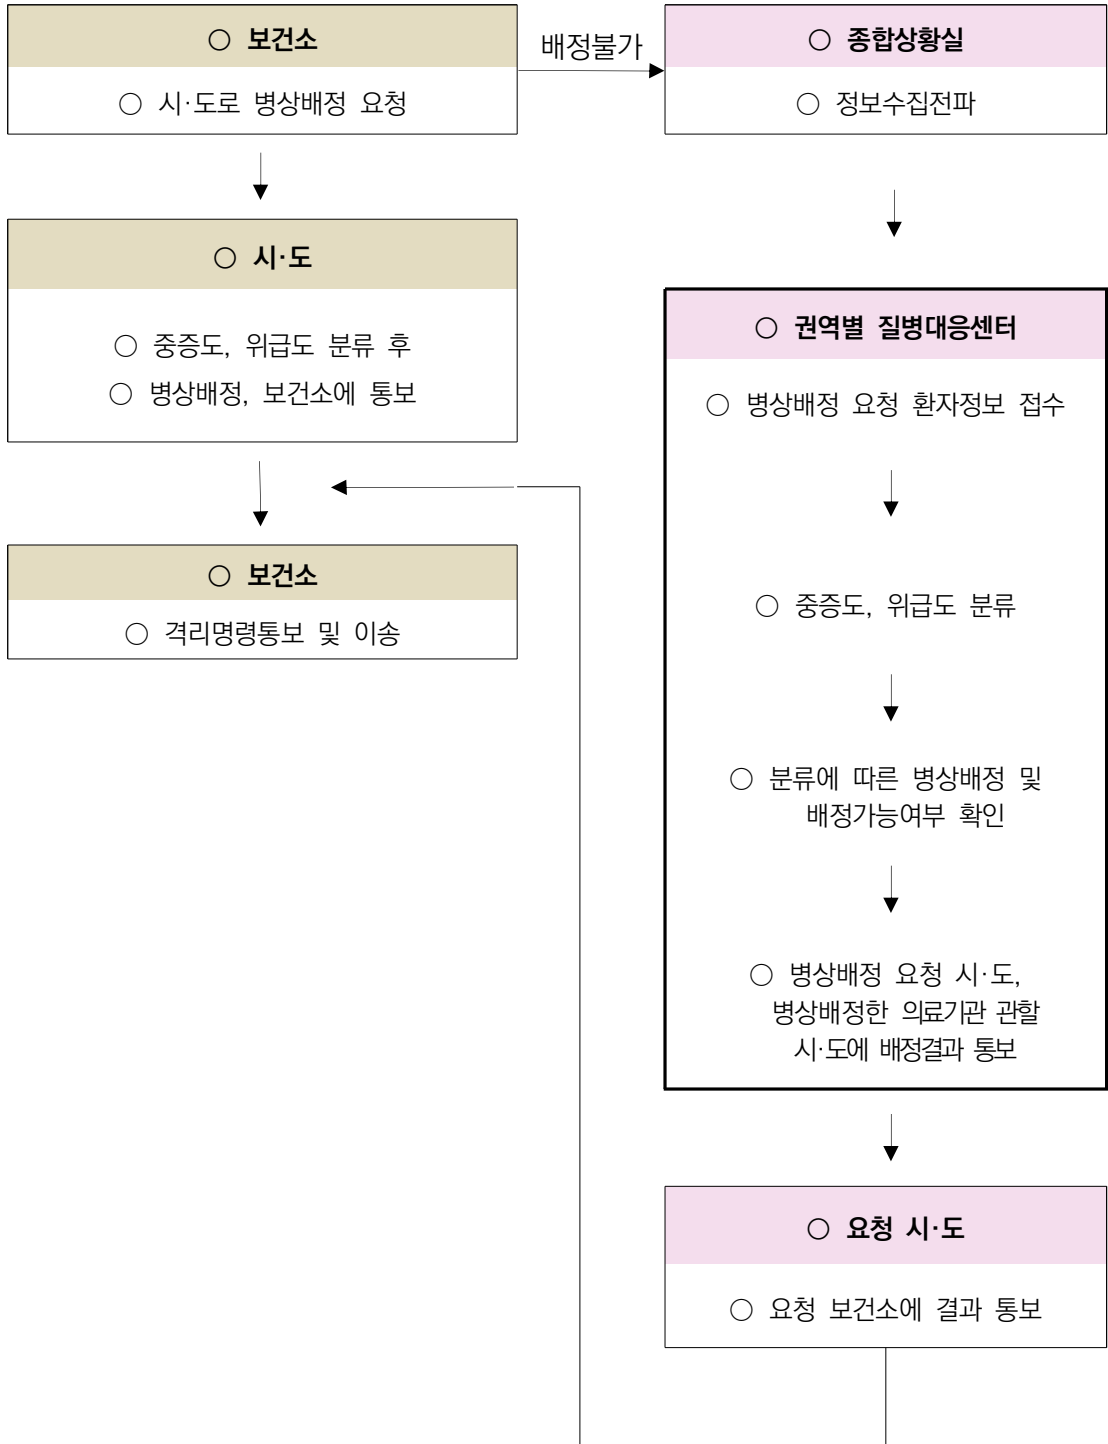 ○ 보건소
○ 시·도로 병상배정 요청
배정불가
○ 종합상황실
○ 정보수집전파
○ 시·도
○ 중증도, 위급도 분류 후
○ 병상배정, 보건소에 통보
○ 보건소
○ 격리명령통보 및 이송
○ 권역별 질병대응센터
○ 병상배정 요청 환자정보 접수
○ 중증도, 위급도 분류
○ 분류에 따른 병상배정 및
배정가능여부 확인
○ 병상배정 요청 시·도,
병상배정한 의료기관 관할
시·도에 배정결과 통보
○ 요청 시·도
○ 요청 보건소에 결과 통보